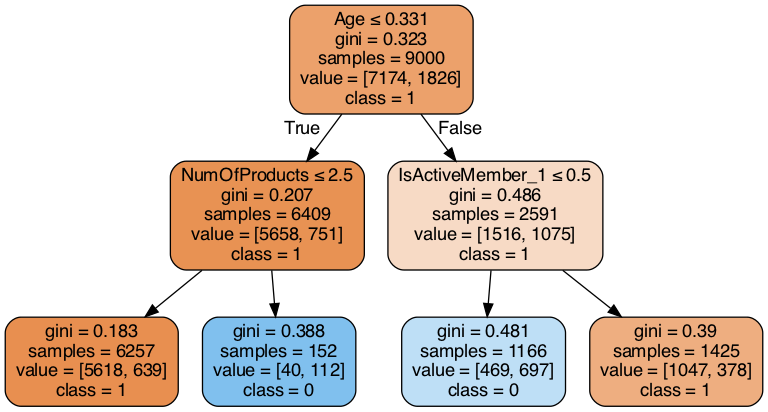 Age ≤ 0.331
gini = 0.323
samples = 9000
value = [7174, 1826]
class = 1
True
False
NumOfProducts ≤ 2.5
gini = 0.207
samples = 6409
value = [5658, 751]
class = 1
IsActiveMember_1 ≤ 0.5
gini = 0.486
samples = 2591
value = [1516, 1075]
class = 1
gini = 0.183
samples = 6257
value = [5618, 639]
class = 1
gini = 0.388
samples = 152
value = [40, 112]
class = 0
gini = 0.481
samples = 1166
value = [469, 697]
class = 0
gini = 0.39
samples = 1425
value = [1047, 378]
class = 1